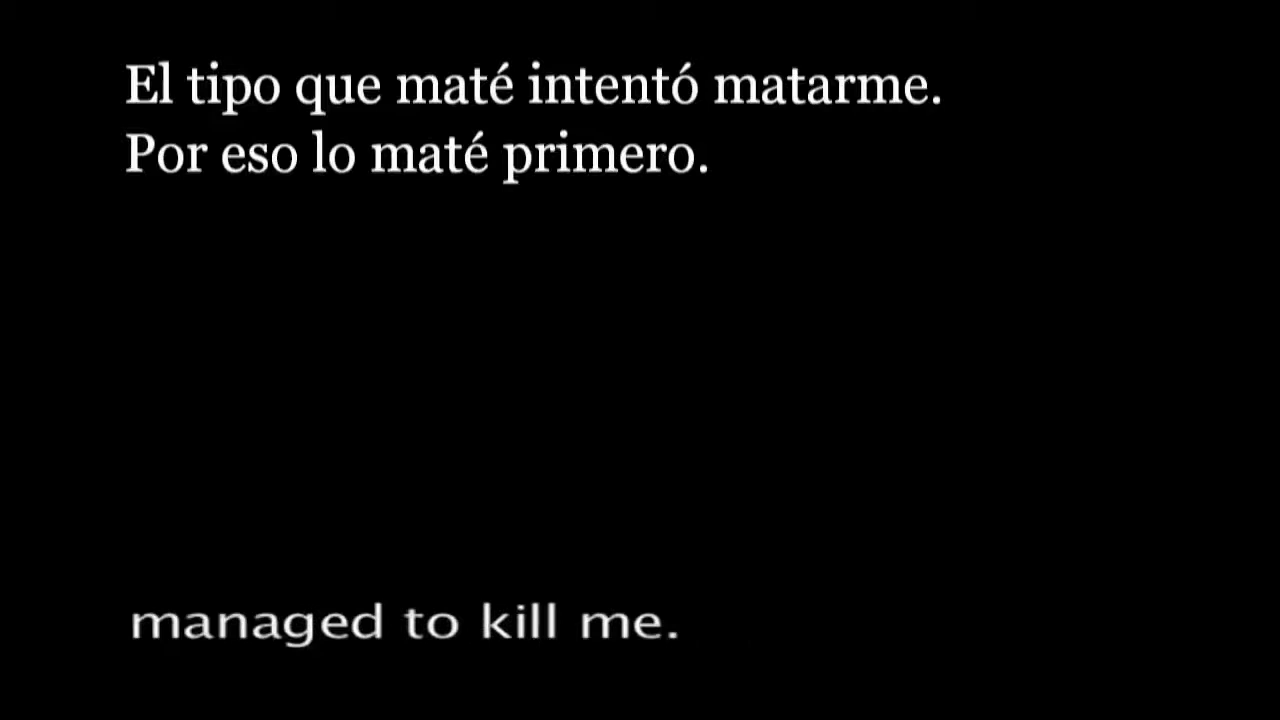 El tipo que maté intentó matarme.
Por eso lo maté primero.
managed to kill me.